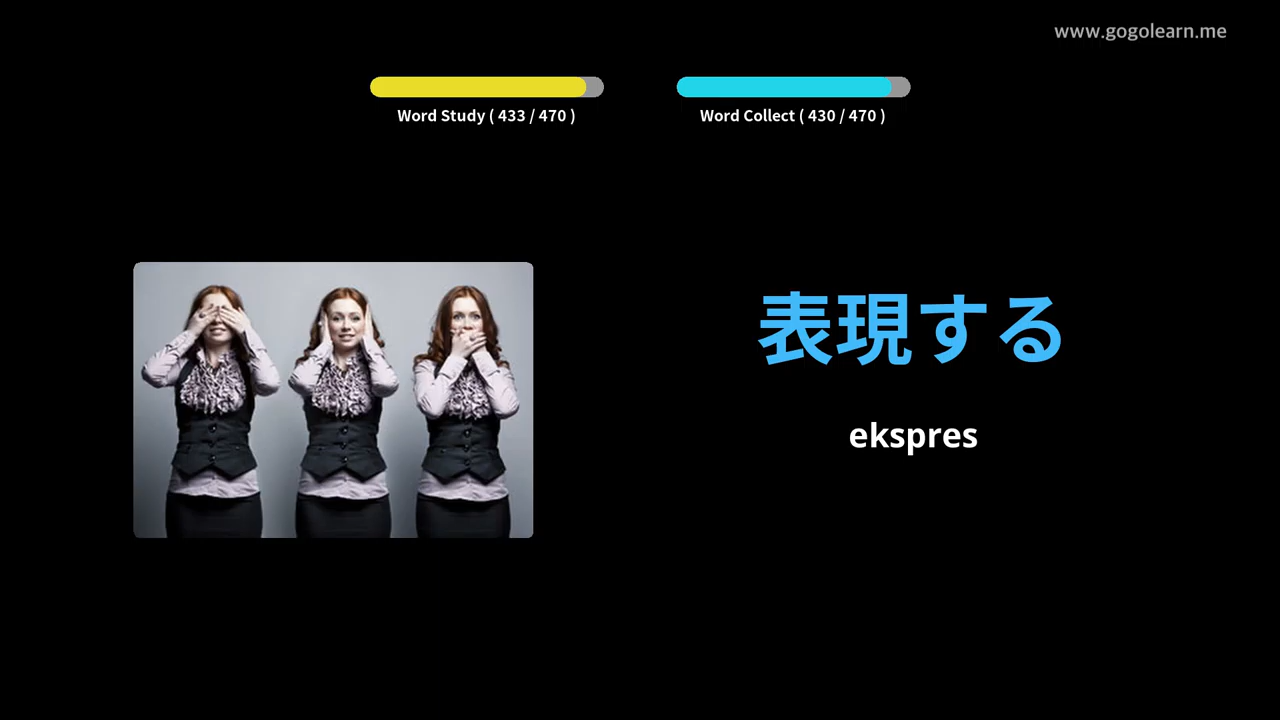 www.gogolearn.me
Word Study ( 433 / 470 )
Word Collect ( 430 / 470 )
表現する
ekspres